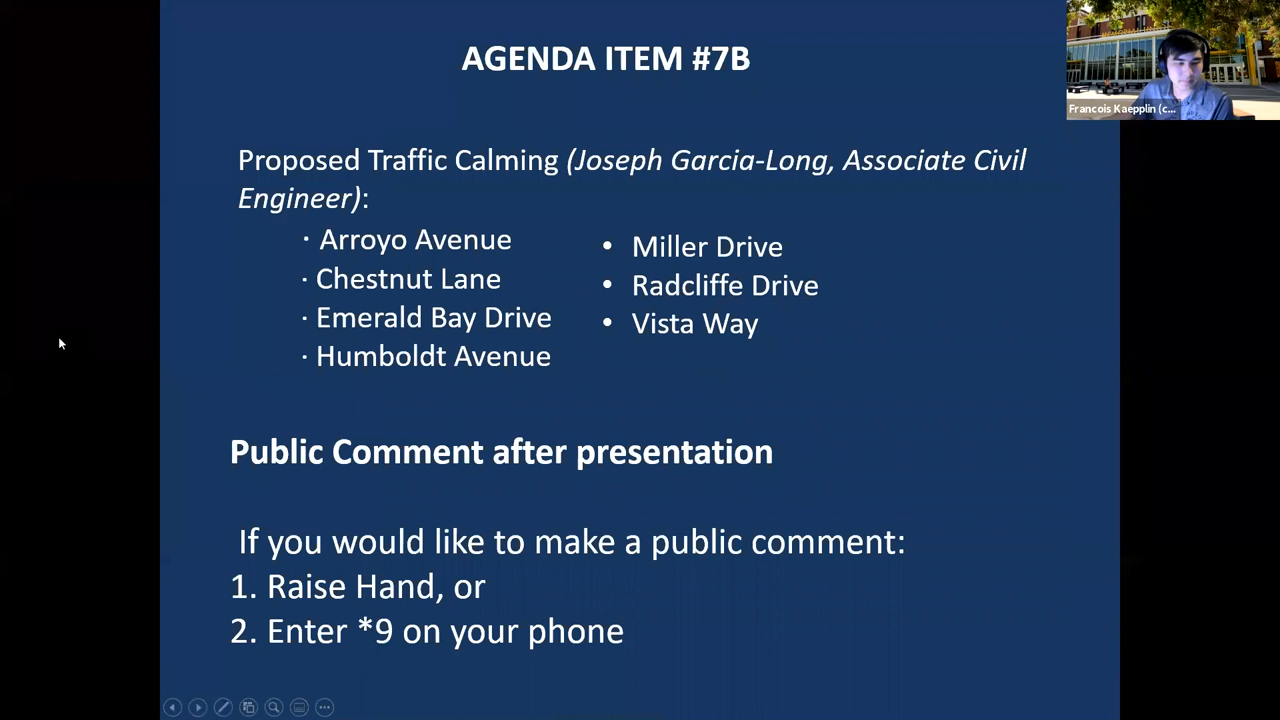 AGENDA ITEM #7B
Francois Kaepplin (c...
Proposed Traffic Calming (Joseph Garcia-Long, Associate Civil
Engineer):
· Arroyo Avenue
· Chestnut Lane
· Emerald Bay Drive
· Humboldt Avenue
• Miller Drive
• Radcliffe Drive
• Vista Way
Public Comment after presentation
If you would like to make a public comment:
1. Raise Hand, or
2. Enter *9 on your phone